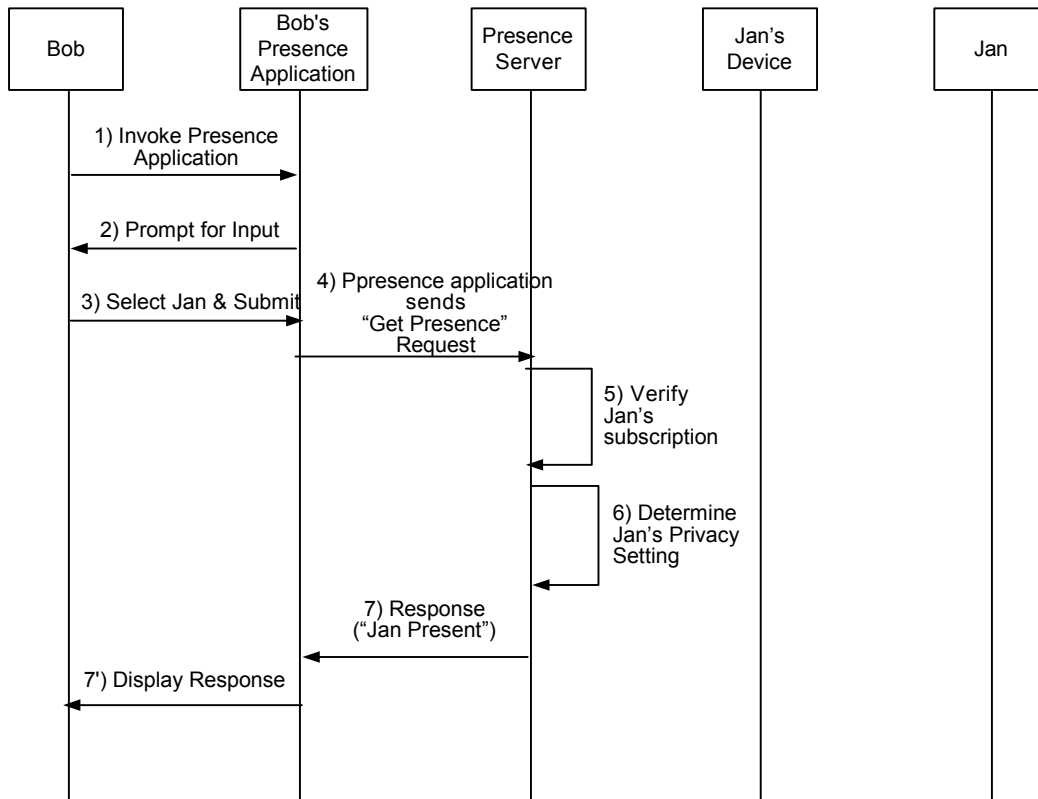 Bob
Bob's
Presence
Application
Presence
Server
Jan’s
Device
Jan
1) Invoke Presence
Application
2) Prompt for Input
3) Select Jan & Submit
4) Ppresence application
sends
“Get Presence”
Request
5) Verify
Jan’s
subscription
6) Determine
Jan’s Privacy
Setting
7) Response
(“Jan Present”)
7') Display Response